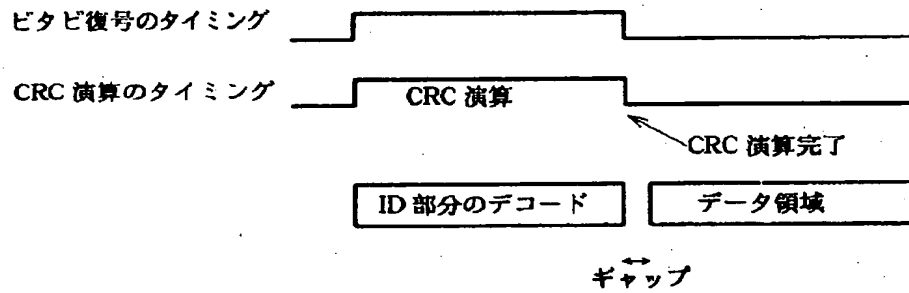 ビタビ復号のタイミング
CRC 演算のタイミング
CRC 演算
CRC 演算完了
ID 部分のデコード
データ領域
ギャップ